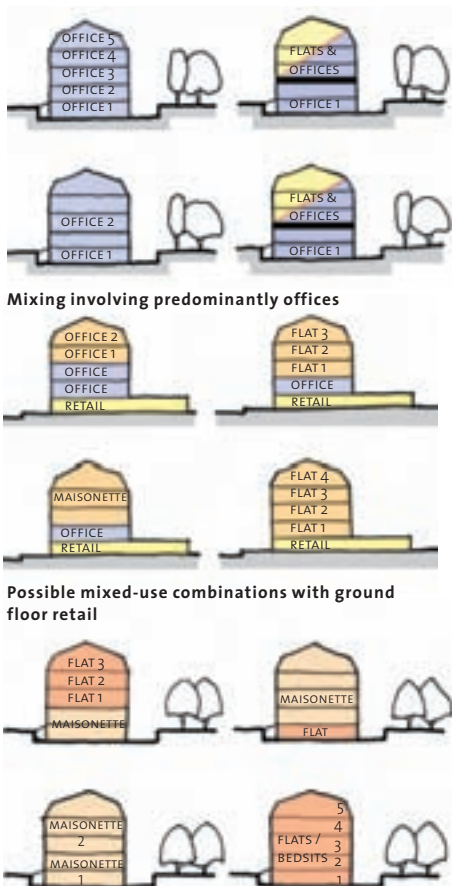 OFFICE 5
OFFICE 4
OFFICE 3
OFFICE 2
OFFICE 1
FLATS &
OFFICES
OFFICE 1
OFFICE 2
OFFICE 1
FLATS &
OFFICES
OFFICE 1
Mixing involving predominantly offices
OFFICE 2
OFFICE 1
OFFICE
OFFICE
RETAIL
FLAT 3
FLAT 2
FLAT 1
OFFICE
RETAIL
MAISONETTE
OFFICE
RETAIL
FLAT 4
FLAT 3
FLAT 2
FLAT 1
RETAIL
Possible mixed-use combinations with ground
floor retail
FLAT 3
FLAT 2
FLAT 1
MAISONETTE
MAISONETTE
FLAT
MAISONETTE
2
MAISONETTE
1
5
4
FLATS / 3
BEDSITS 2
1